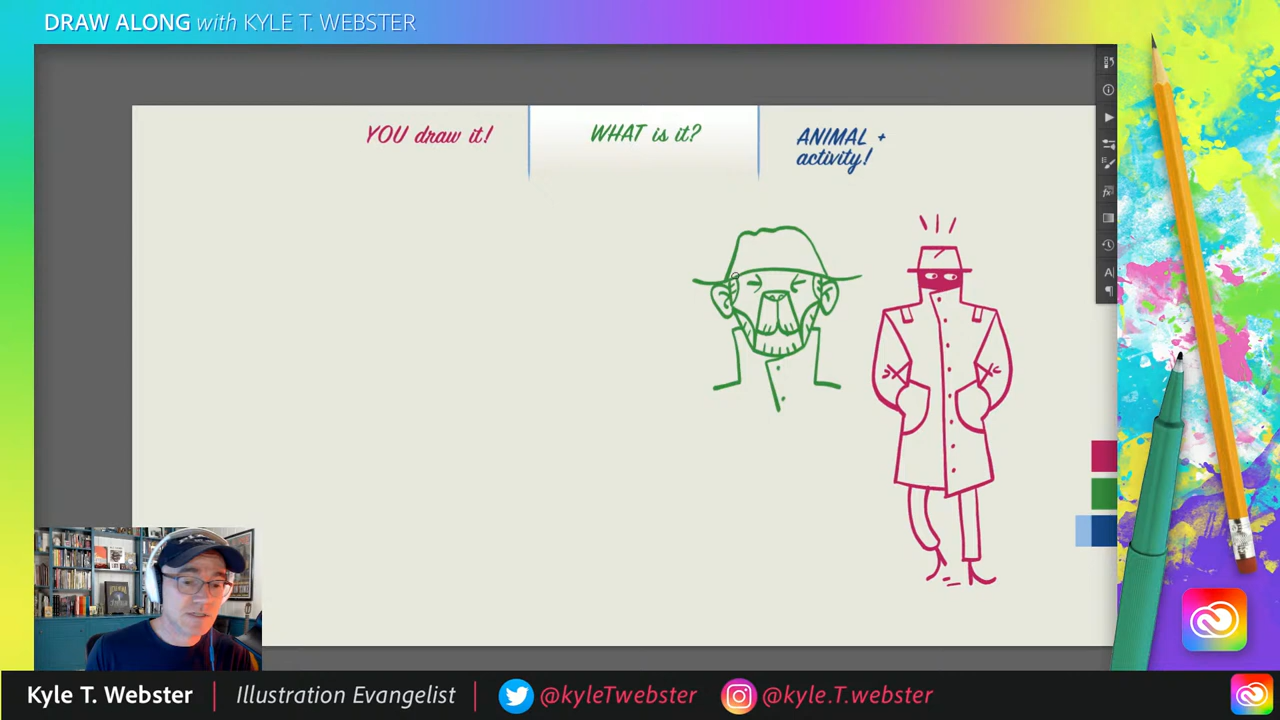 DRAW ALONG with KYLE T. WEBSTER
YOU draw it!
WHAT is it?
ANIMAL +
activity!
Kyle T. Webster | Illustration Evangelist | @kyleTwebster @kyle.T.webster